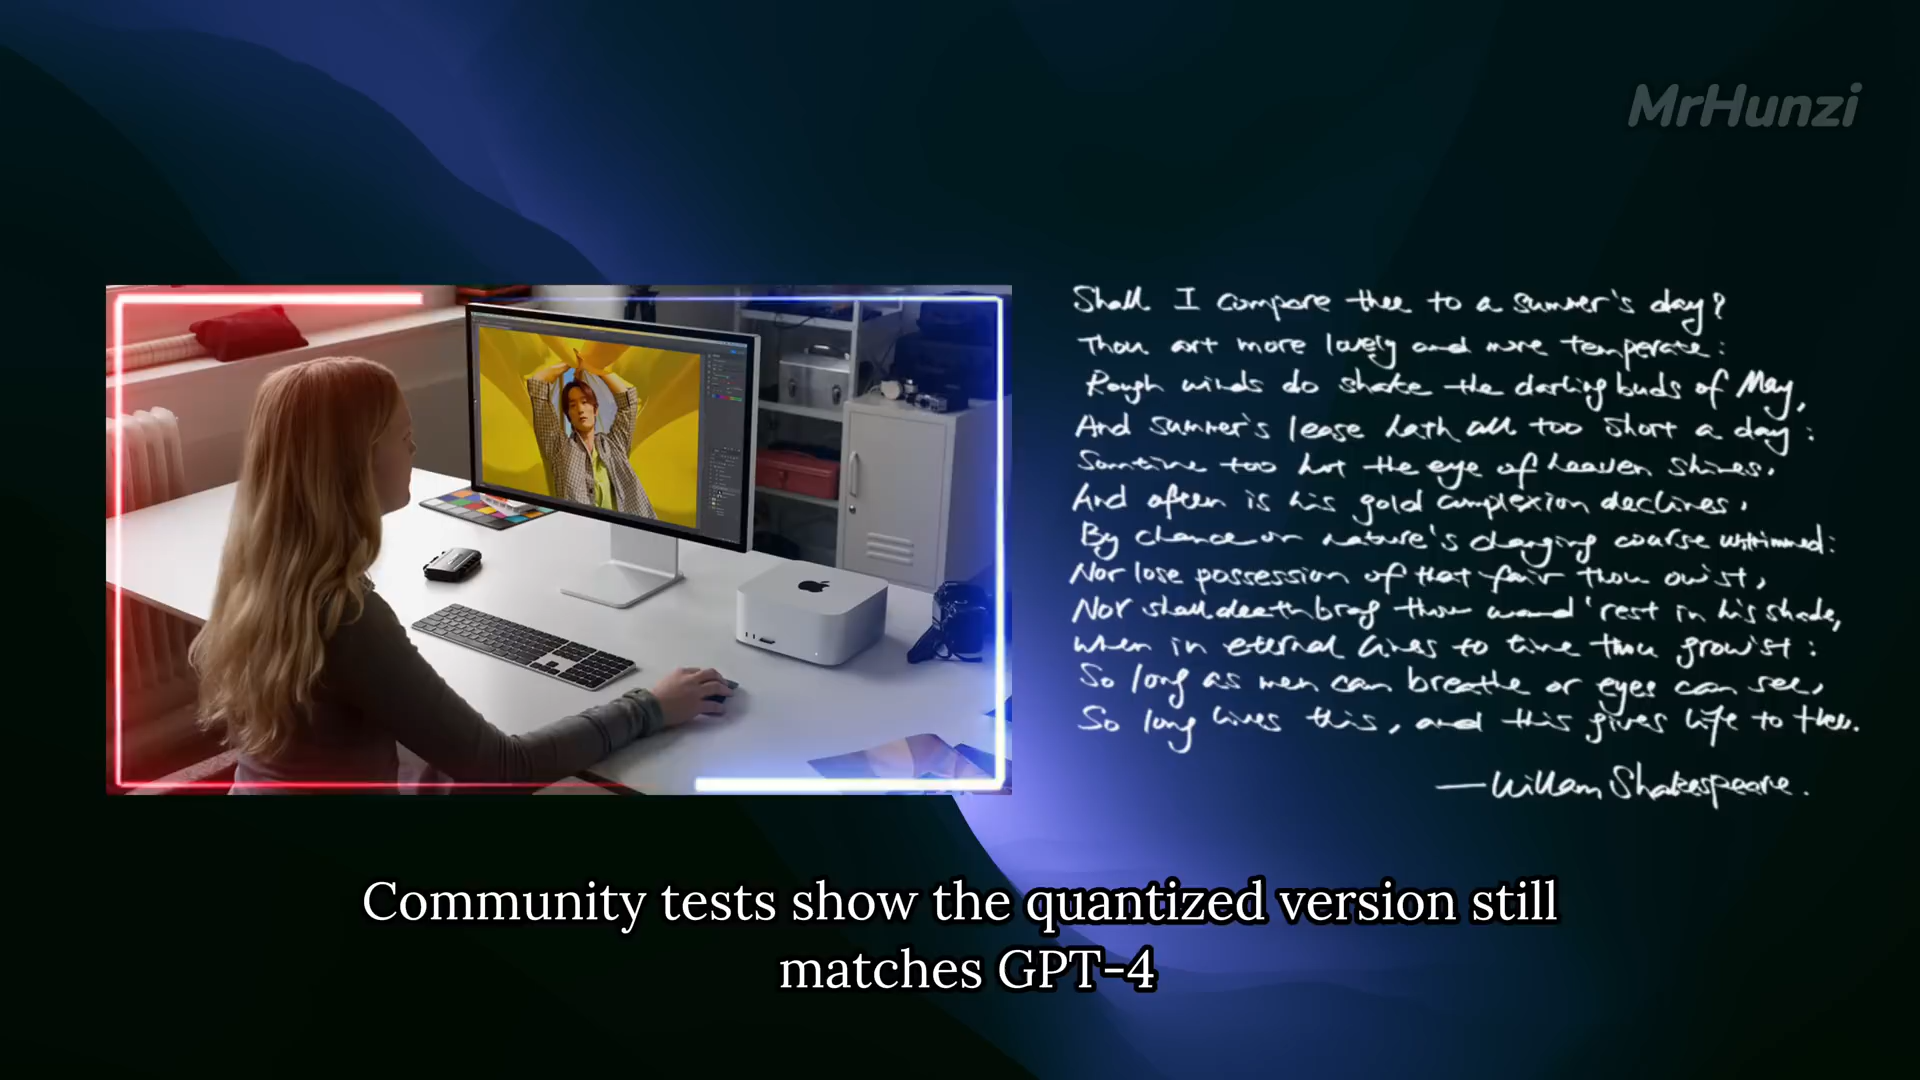 MrHunzi
Shall I compare thee to a summer's day?
Thou art more lovely and more temperate:
Rough winds do shake the darling buds of May,
And summer's lease hath all too short a day:
Sometime too hot the eye of heaven shines,
And often is his gold complexion declines,
By chance or nature's changing course untrimmed:
Nor lose possession of that fair thou ow'st,
Nor shall death brag thou wand'rest in his shade,
When in eternal lines to time thou grow'st:
So long as men can breathe or eyes can see,
So long lives this, and this gives life to thee.
—William Shakespeare.
Community tests show the quantized version still
matches GPT-4